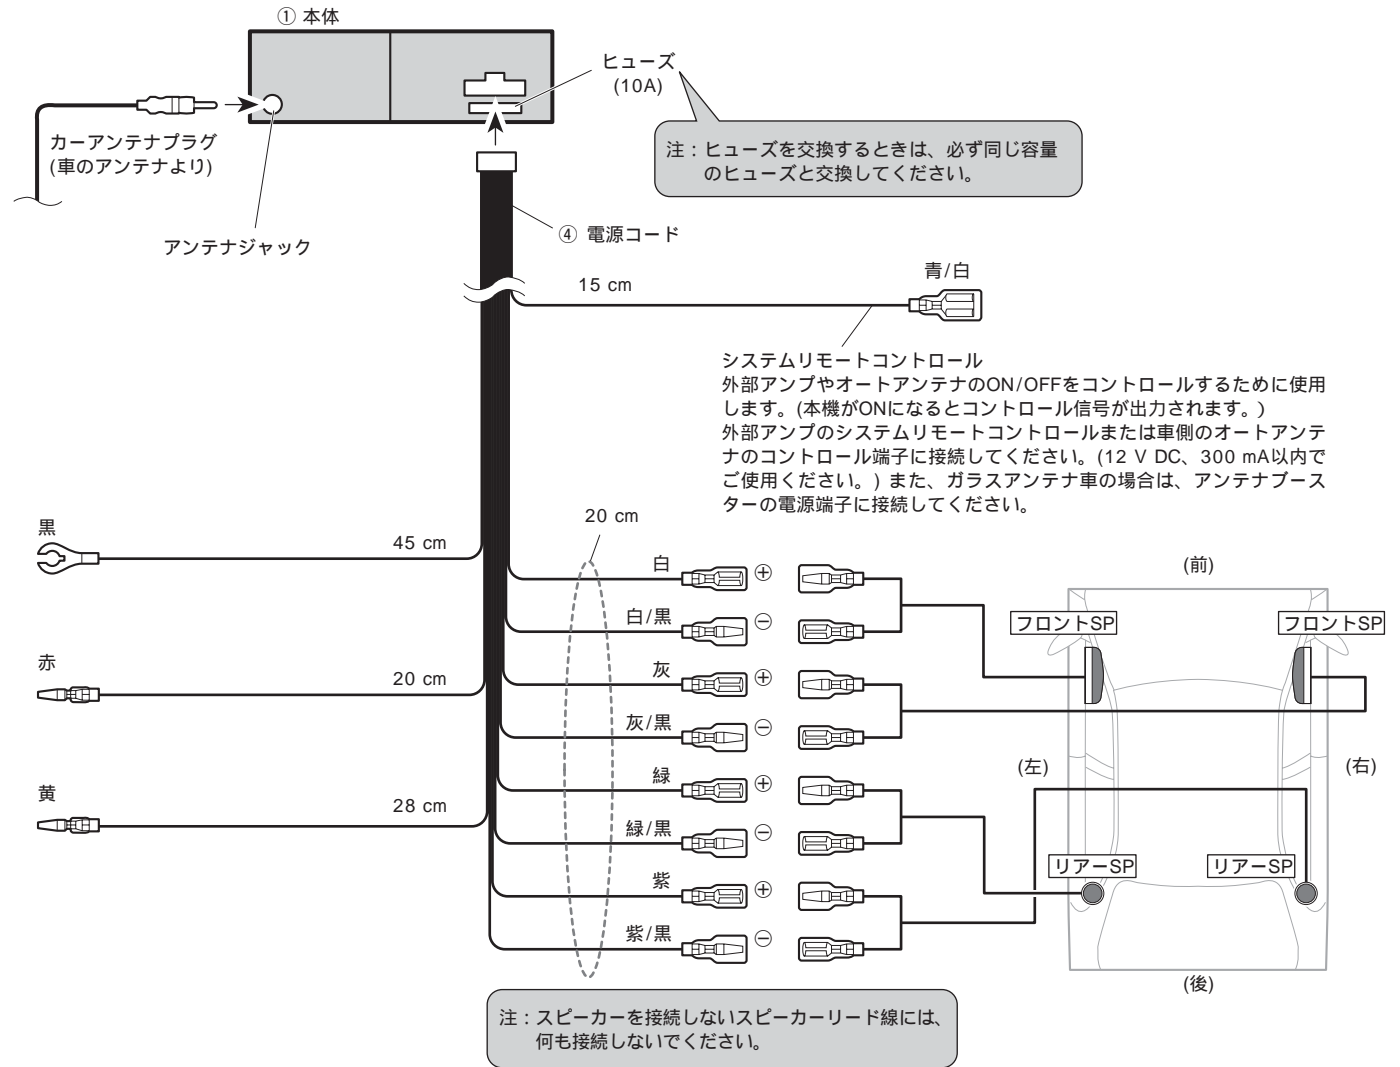 ① 本体
ヒューズ
(10A)
カーアンテナプラグ
(車のアンテナより)
注：ヒューズを交換するときは、必ず同じ容量
のヒューズと交換してください。
アンテナジャック
④ 電源コード
15 cm
青/白
システムリモートコントロール
外部アンプやオートアンテナのON/OFFをコントロールするために使用
します。(本機がONになるとコントロール信号が出力されます。)
外部アンプのシステムリモートコントロールまたは車側のオートアンテ
ナのコントロール端子に接続してください。(12 V DC、300 mA以内で
ご使用ください。) また、ガラスアンテナ車の場合は、アンテナブース
ターの電源端子に接続してください。
黒
45 cm
20 cm
赤
20 cm
黄
28 cm
白 ⊕
白/黒 ⊖
灰 ⊕
灰/黒 ⊖
緑 ⊕
緑/黒 ⊖
紫 ⊕
紫/黒 ⊖
(前)
フロントSP
フロントSP
(左)
(右)
リアーSP
リアーSP
(後)
注：スピーカーを接続しないスピーカーリード線には、
何も接続しないでください。